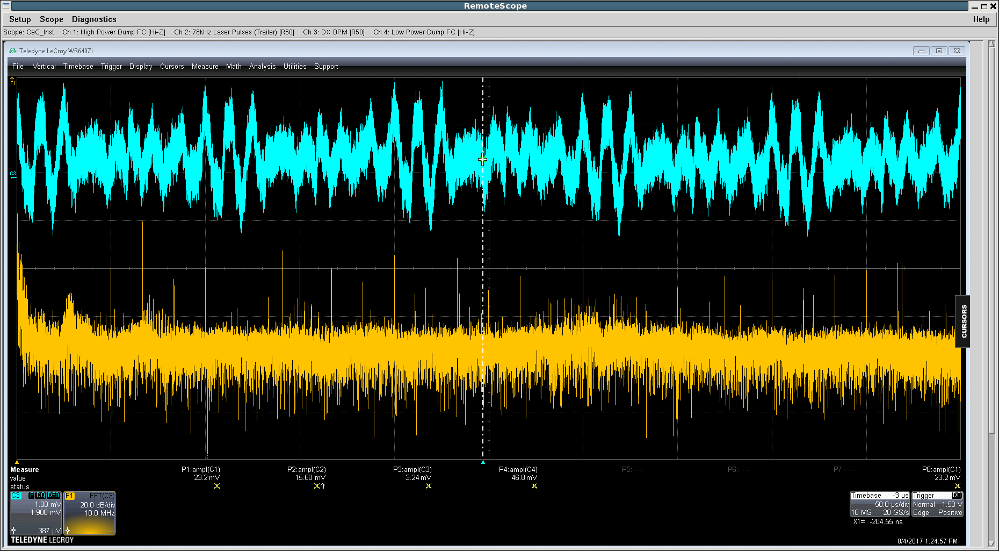 RemoteScope
Setup Scope Diagnostics Help
Scope: CeC_Inst Ch 1: High Power Dump FC [Hi-Z] Ch 2: 78kHz Laser Pulses (Trailer) [R50] Ch 3: DX BPM [R50] Ch 4: Low Power Dump FC [Hi-Z]
Teledyne LeCroy WR640Zi
File Vertical Timebase Trigger Display Cursors Measure Math Analysis Utilities Support
F1
C3
CURSORS
Measure P1:ampl(C1) P2:ampl(C2) P3:ampl(C3) P4:ampl(C4) P5:--- P6:--- P7:--- P8:ampl(C1)
value 23.2 mV 15.60 mV 3.24 mV 46.8 mV 23.2 mV
status
C3 F DQ D50 F1 FFT(C3) Timebase -3 µs Trigger D0
1.00 mV 20.0 dB/div 50.0 µs/div Normal 1.50 V
1.900 mV 10.0 MHz 10 MS 20 GS/s Edge Positive
X1= -204.55 ns
387 µV ---
TELEDYNE LECROY
8/4/2017 1:24:57 PM